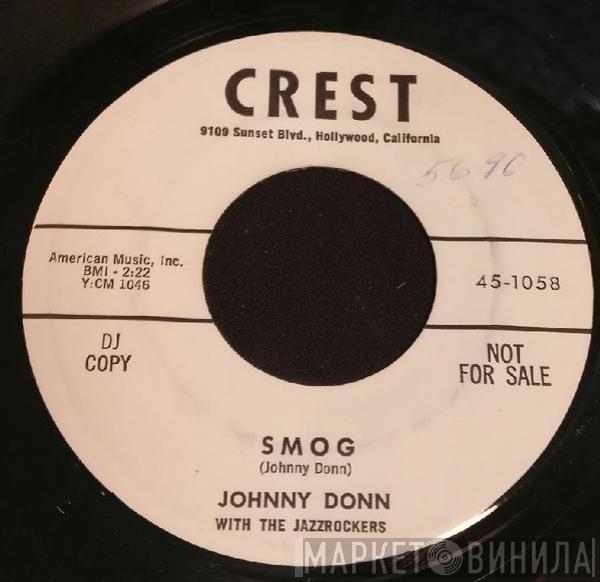 CREST
9109 Sunset Blvd., Hollywood, California
5690
American Music, Inc.
BMI - 2:22
Y:CM 1046
45-1058
DJ
COPY
NOT
FOR SALE
SMOG
(Johnny Donn)
JOHNNY DONN
WITH THE JAZZROCKERS
МАРКЕТ ВИНИЛА